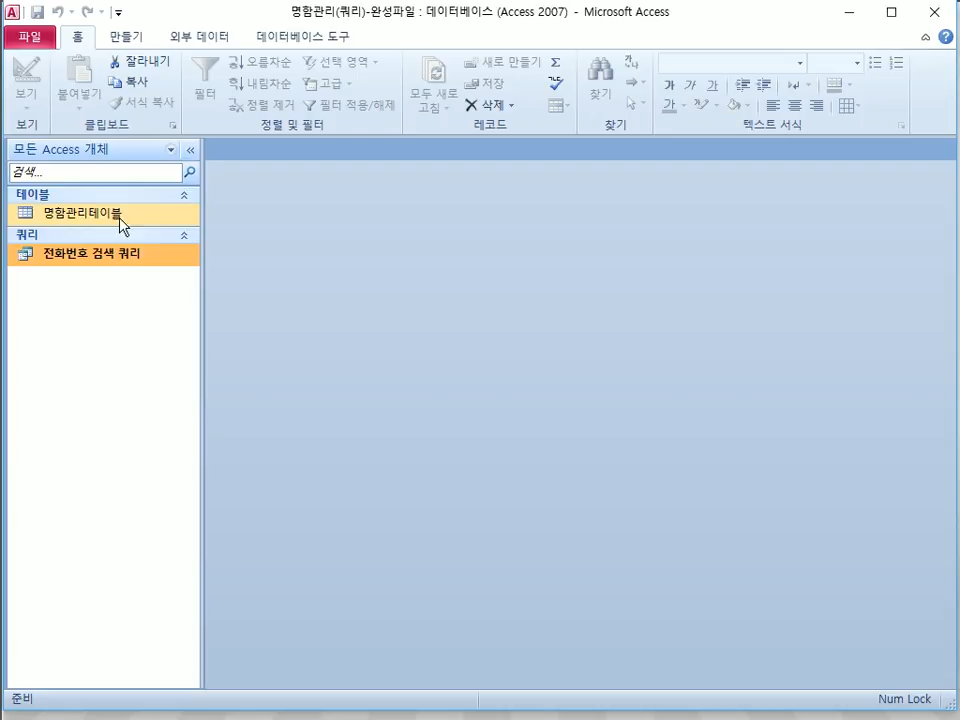 명함관리(쿼리)-완성파일 : 데이터베이스 (Access 2007) - Microsoft Access
파일 홈 만들기 외부 데이터 데이터베이스 도구
보기
보기
붙여넣기
잘라내기
복사
서식 복사
클립보드
필터
오름차순
내림차순
정렬 제거
선택 영역
고급
필터 적용/해제
정렬 및 필터
모두 새로
고침
새로 만들기
저장
삭제
레코드
찾기
찾기
가 가 가
가
텍스트 서식
모든 Access 개체
검색...
테이블
명함관리테이블
쿼리
전화번호 검색 쿼리
준비
Num Lock